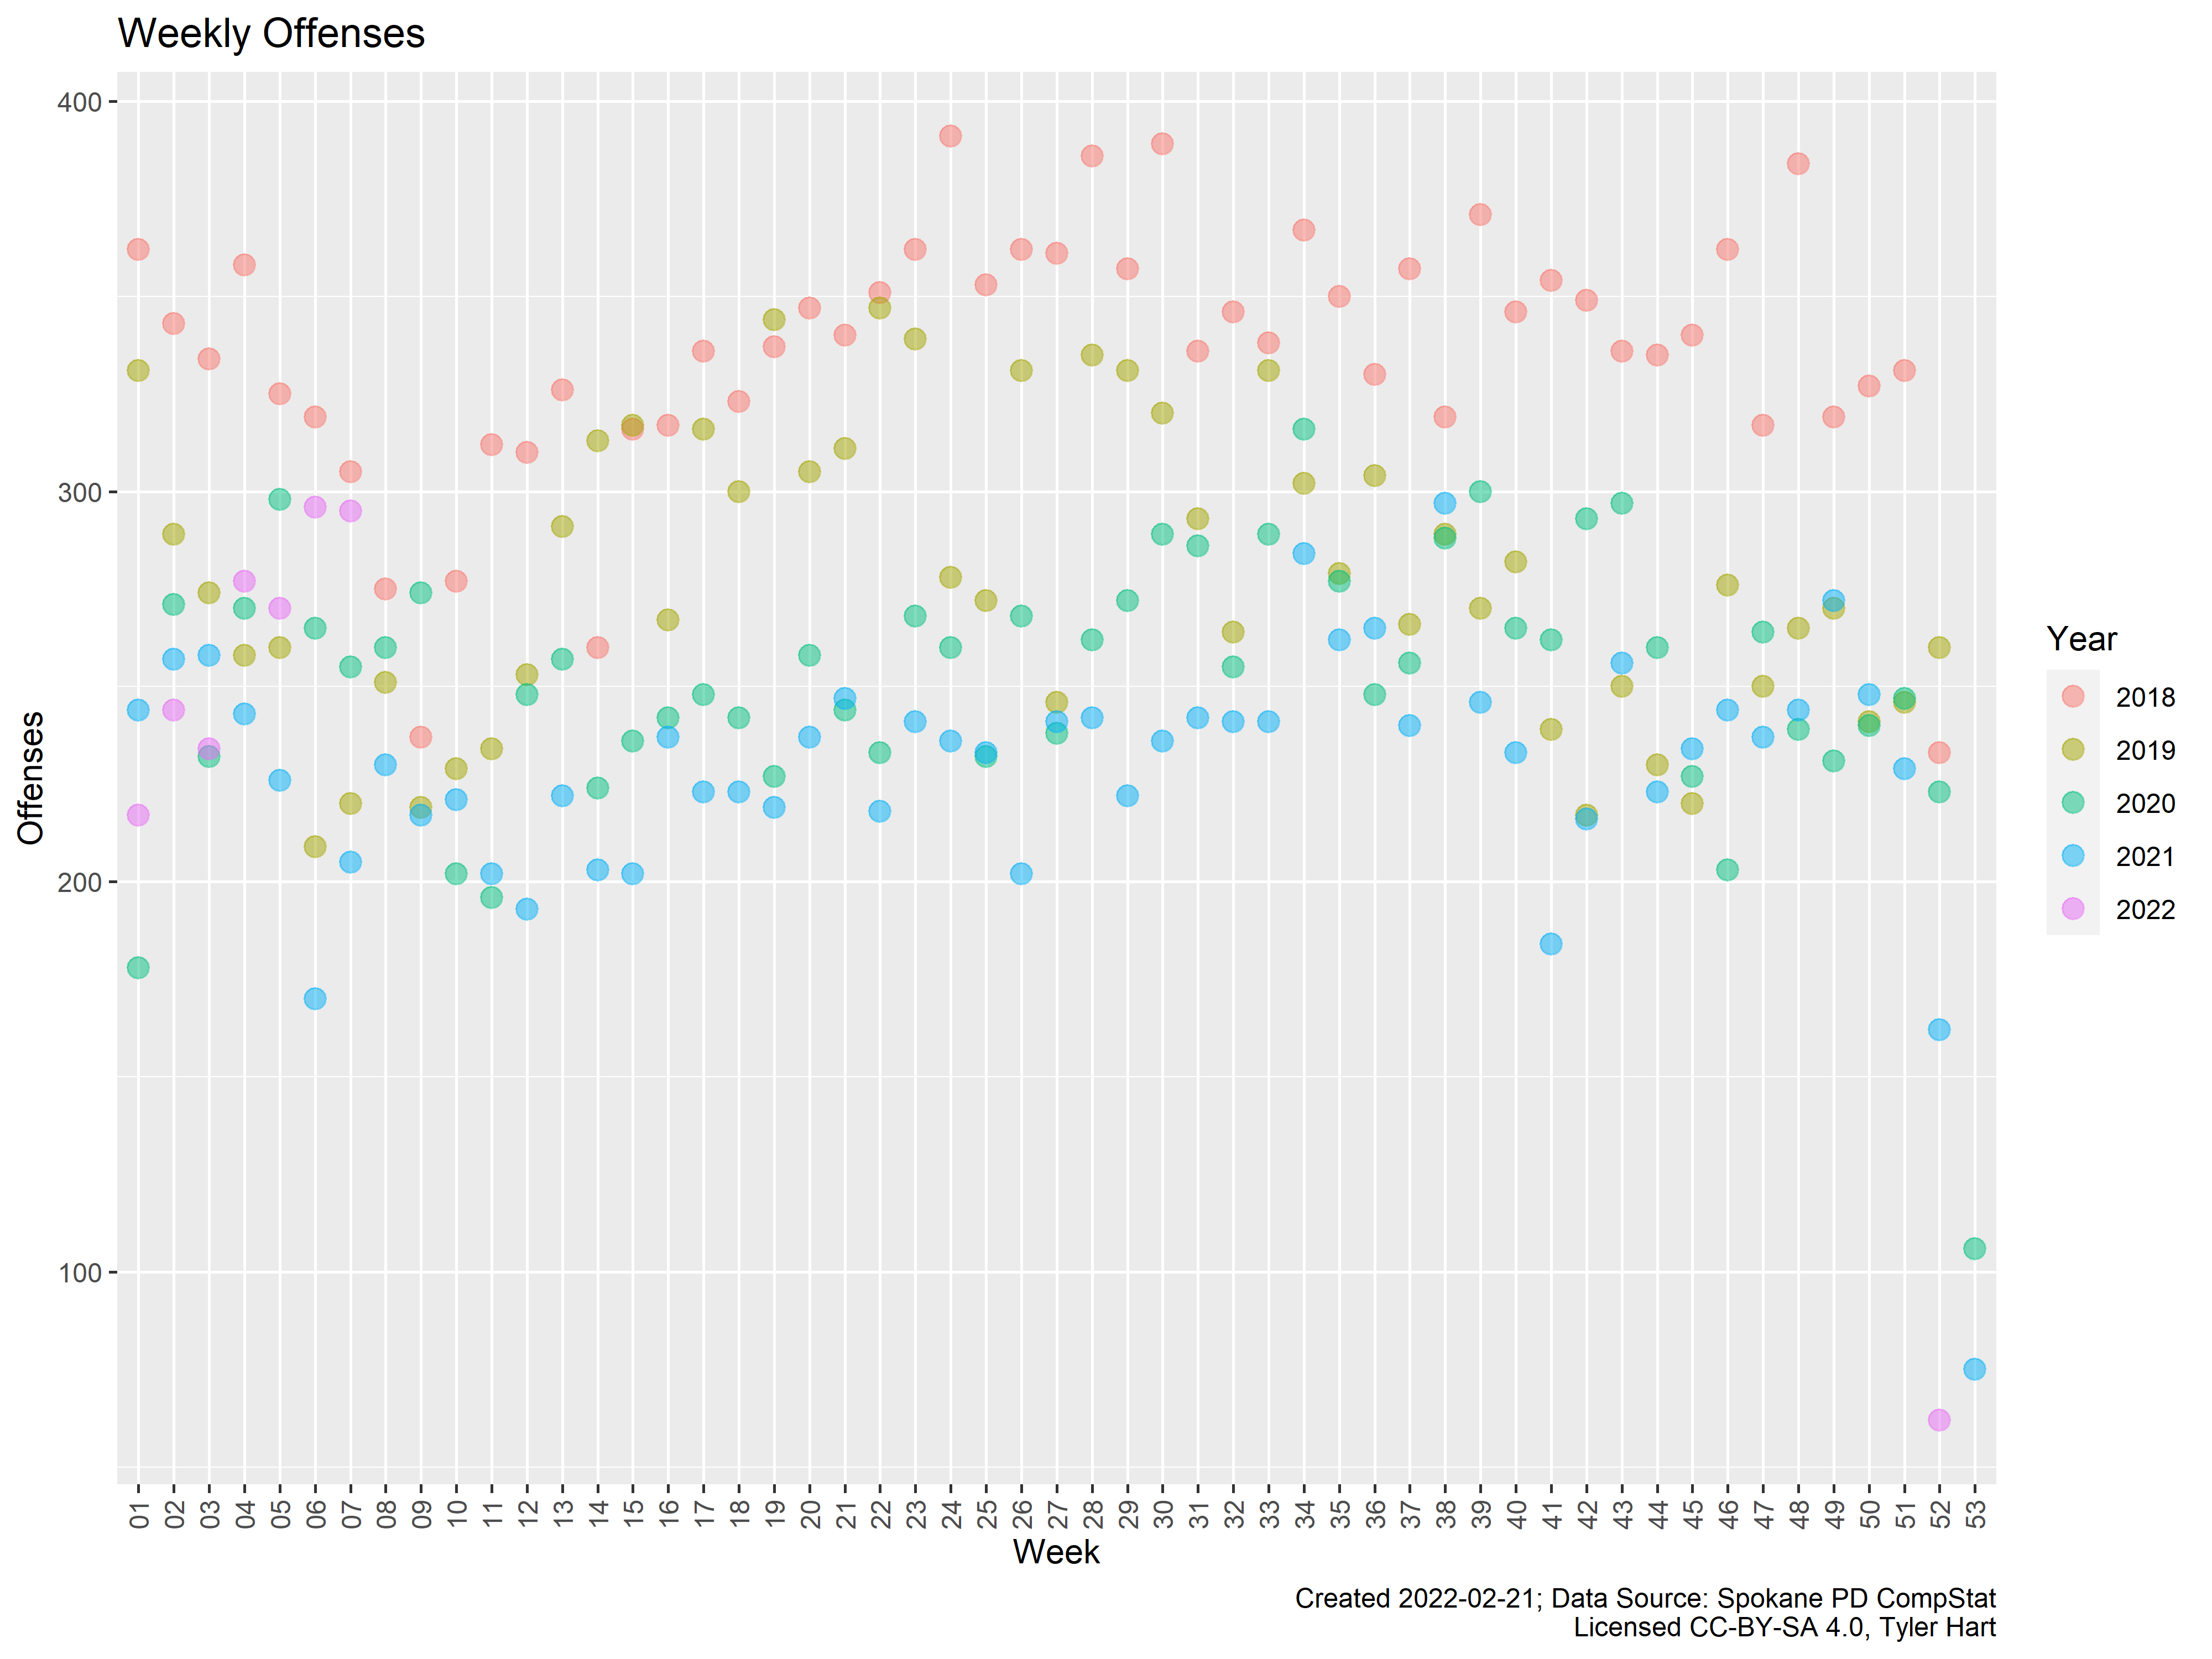 Weekly Offenses
400
300
200
100
Offenses
01 02 03 04 05 06 07 08 09 10 11 12 13 14 15 16 17 18 19 20 21 22 23 24 25 26 27 28 29 30 31 32 33 34 35 36 37 38 39 40 41 42 43 44 45 46 47 48 49 50 51 52 53
Week
Year
2018
2019
2020
2021
2022
Created 2022-02-21; Data Source: Spokane PD CompStat
Licensed CC-BY-SA 4.0, Tyler Hart